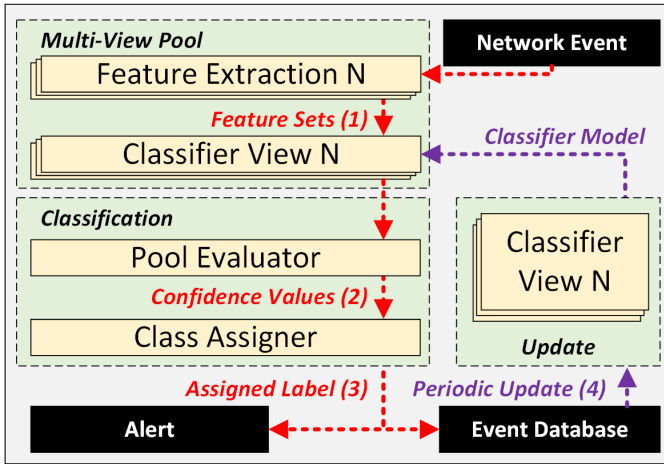 Multi-View Pool
Network Event
Feature Extraction N
Feature Sets (1)
Classifier Model
Classifier View N
Classification
Pool Evaluator
Confidence Values (2)
Class Assigner
Classifier
View N
Update
Assigned Label (3)
Periodic Update (4)
Alert
Event Database